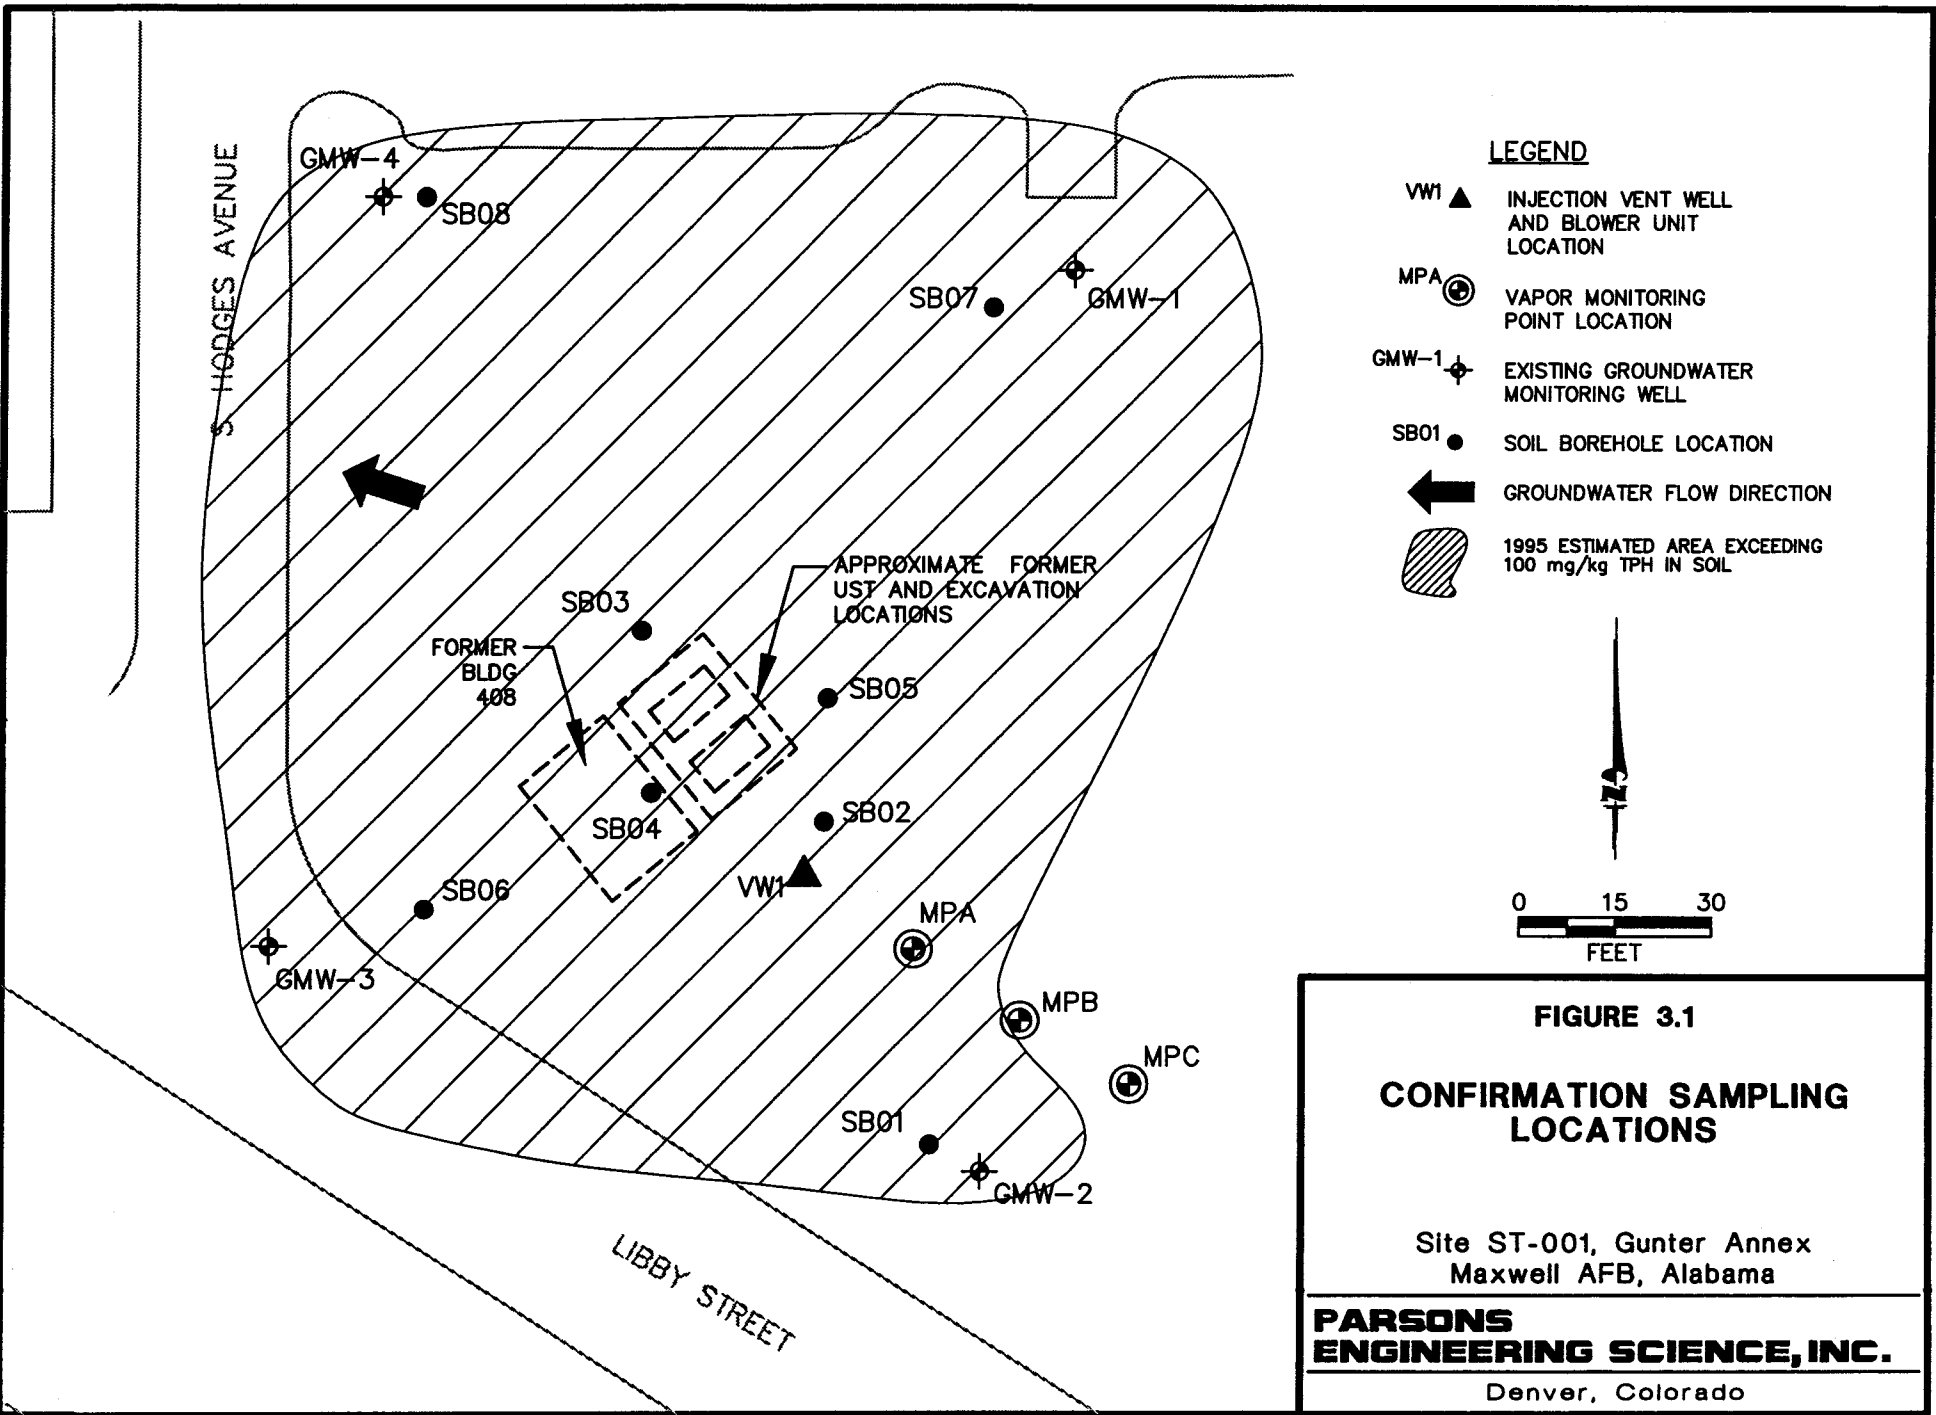 GMW-4
SB08
S HODGES AVENUE
SB07
GMW-1
APPROXIMATE FORMER
UST AND EXCAVATION
LOCATIONS
SB03
FORMER
BLDG
408
SB05
SB04
SB02
VW1
SB06
GMW-3
MPA
MPB
MPC
SB01
GMW-2
LIBBY STREET
LEGEND
VW1
INJECTION VENT WELL
AND BLOWER UNIT
LOCATION
MPA
VAPOR MONITORING
POINT LOCATION
GMW-1
EXISTING GROUNDWATER
MONITORING WELL
SB01
SOIL BOREHOLE LOCATION
GROUNDWATER FLOW DIRECTION
1995 ESTIMATED AREA EXCEEDING
100 mg/kg TPH IN SOIL
N
0 15 30
FEET
FIGURE 3.1
CONFIRMATION SAMPLING
LOCATIONS
Site ST-001, Gunter Annex
Maxwell AFB, Alabama
PARSONS
ENGINEERING SCIENCE, INC.
Denver, Colorado